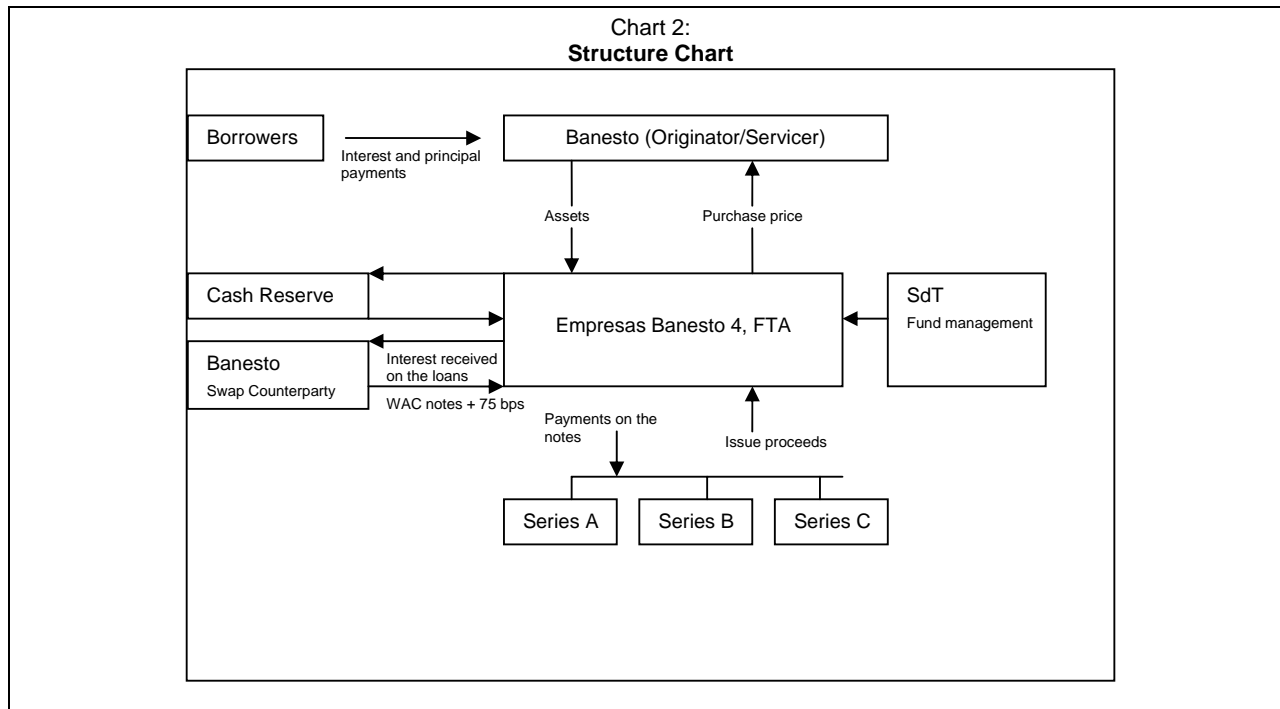 Chart 2:
Structure Chart
Borrowers
Interest and principal
payments
Banesto (Originator/Servicer)
Assets
Purchase price
Cash Reserve
Empresas Banesto 4, FTA
SdT
Fund management
Banesto
Swap Counterparty
Interest received
on the loans
WAC notes + 75 bps
Payments on the
notes
Issue proceeds
Series A
Series B
Series C